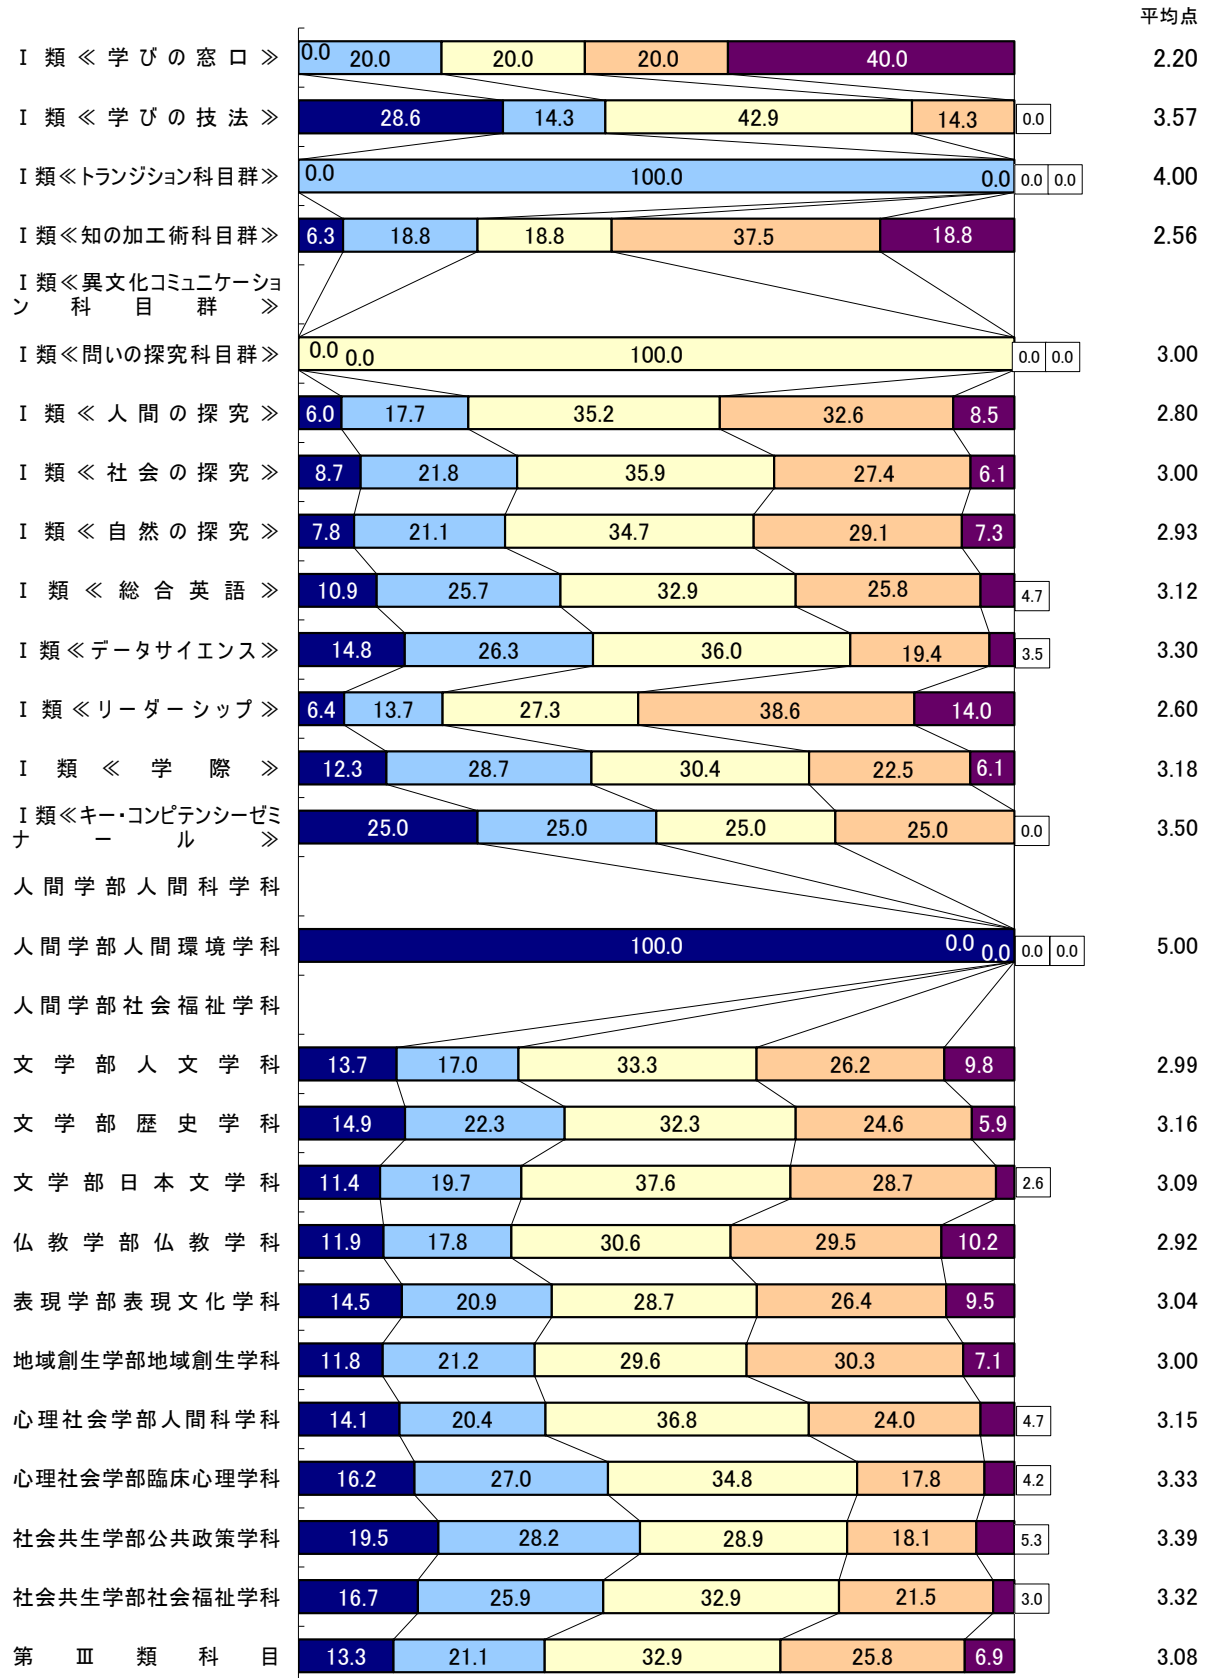 平均点
Ⅰ類≪学びの窓口≫ 0.0 20.0 20.0 20.0 40.0 2.20
Ⅰ類≪学びの技法≫ 28.6 14.3 42.9 14.3 0.0 3.57
Ⅰ類≪トランジション科目群≫ 0.0 100.0 0.0 0.0 0.0 4.00
Ⅰ類≪知の加工術科目群≫ 6.3 18.8 18.8 37.5 18.8 2.56
Ⅰ類≪異文化コミュニケーショ
ン科目群≫
Ⅰ類≪問いの探究科目群≫ 0.0 0.0 100.0 0.0 0.0 3.00
Ⅰ類≪人間の探究≫ 6.0 17.7 35.2 32.6 8.5 2.80
Ⅰ類≪社会の探究≫ 8.7 21.8 35.9 27.4 6.1 3.00
Ⅰ類≪自然の探究≫ 7.8 21.1 34.7 29.1 7.3 2.93
Ⅰ類≪総合英語≫ 10.9 25.7 32.9 25.8 4.7 3.12
Ⅰ類≪データサイエンス≫ 14.8 26.3 36.0 19.4 3.5 3.30
Ⅰ類≪リーダーシップ≫ 6.4 13.7 27.3 38.6 14.0 2.60
Ⅰ類≪学際≫ 12.3 28.7 30.4 22.5 6.1 3.18
Ⅰ類≪キー・コンピテンシーゼミ
ナール≫ 25.0 25.0 25.0 25.0 0.0 3.50
人間学部人間科学科
人間学部人間環境学科 100.0 0.0 0.0 0.0 0.0 5.00
人間学部社会福祉学科
文学部人文学科 13.7 17.0 33.3 26.2 9.8 2.99
文学部歴史学科 14.9 22.3 32.3 24.6 5.9 3.16
文学部日本文学科 11.4 19.7 37.6 28.7 2.6 3.09
仏教学部仏教学科 11.9 17.8 30.6 29.5 10.2 2.92
表現学部表現文化学科 14.5 20.9 28.7 26.4 9.5 3.04
地域創生学部地域創生学科 11.8 21.2 29.6 30.3 7.1 3.00
心理社会学部人間科学科 14.1 20.4 36.8 24.0 4.7 3.15
心理社会学部臨床心理学科 16.2 27.0 34.8 17.8 4.2 3.33
社会共生学部公共政策学科 19.5 28.2 28.9 18.1 5.3 3.39
社会共生学部社会福祉学科 16.7 25.9 32.9 21.5 3.0 3.32
第Ⅲ類科目 13.3 21.1 32.9 25.8 6.9 3.08